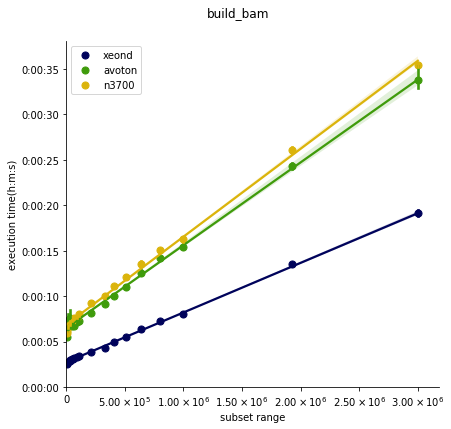 build_bam
xeond
avoton
n3700
execution time(h:m:s)
0:00:35
0:00:30
0:00:25
0:00:20
0:00:15
0:00:10
0:00:05
0:00:00
0
5.00 × 10⁵
1.00 × 10⁶
1.50 × 10⁶
2.00 × 10⁶
2.50 × 10⁶
3.00 × 10⁶
subset range